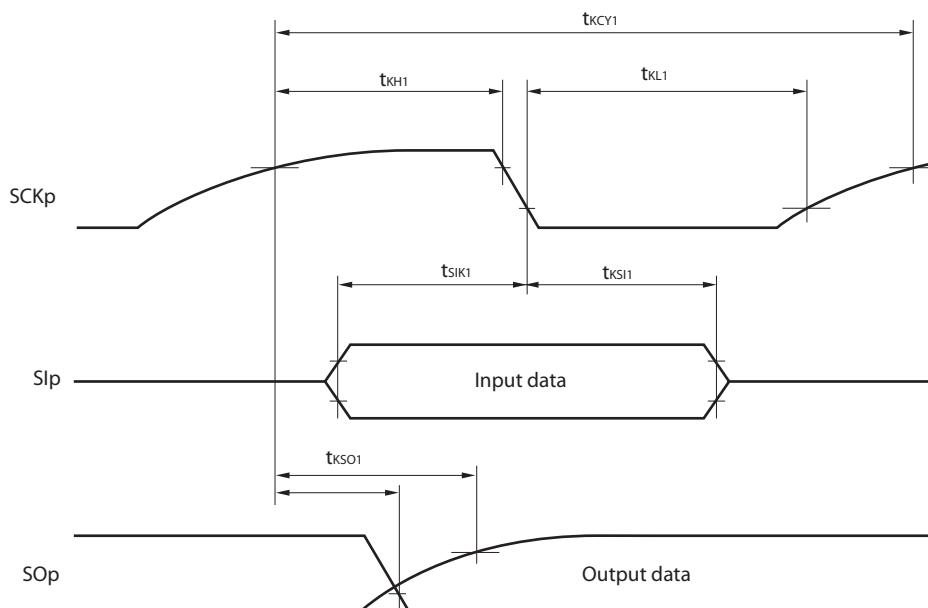 tKCY1
tKH1
tKL1
SCKp
tSIK1
tKSI1
SIp
Input data
tKSO1
SOp
Output data